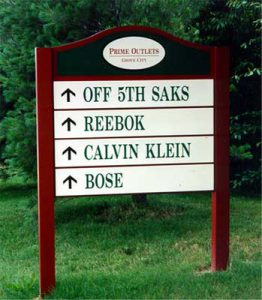 PRIME OUTLETS
GROVE CITY
↑ OFF 5TH SAKS
↑ REEBOK
↑ CALVIN KLEIN
↑ BOSE